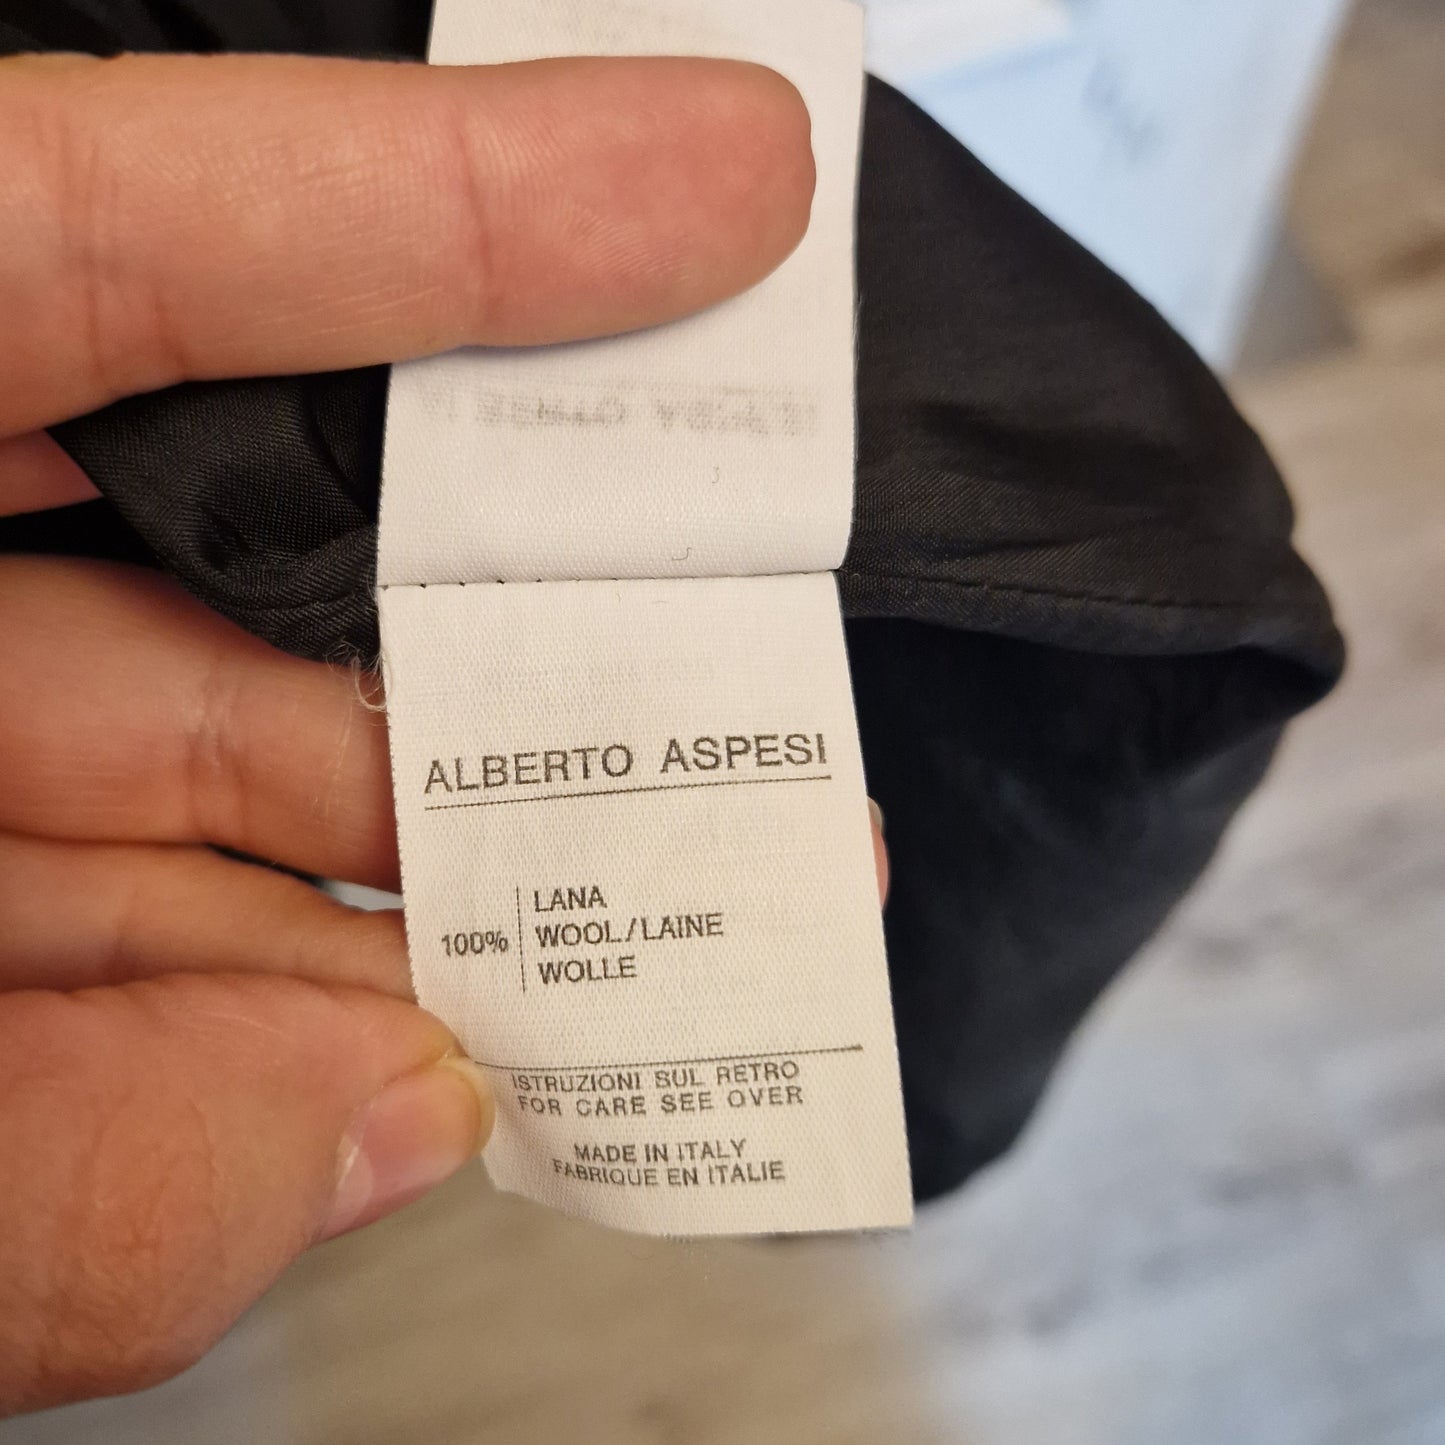 ALBERTO ASPESI
100%
LANA
WOOL/LAINE
WOLLE
ISTRUZIONI SUL RETRO
FOR CARE SEE OVER
MADE IN ITALY
FABRIQUE EN ITALIE